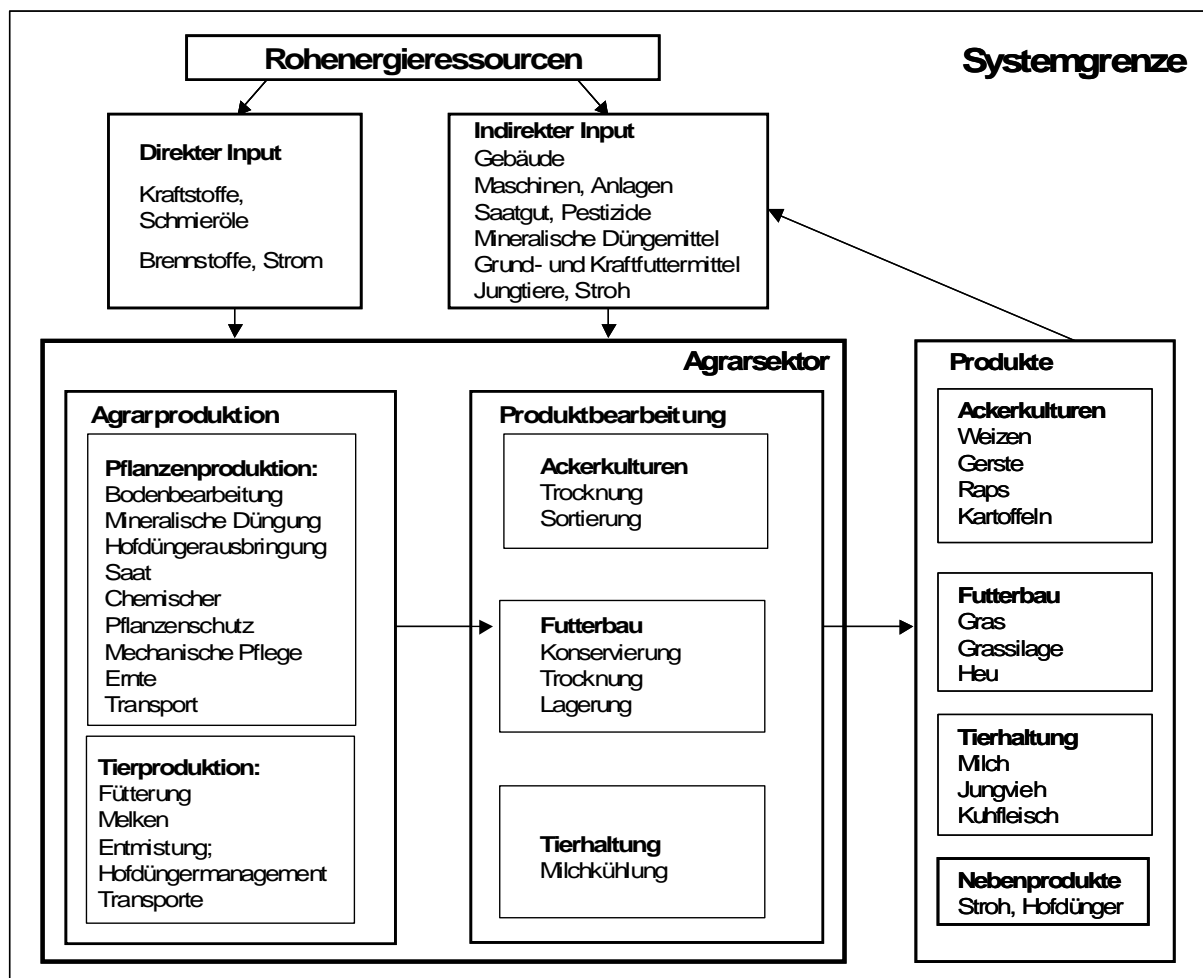 Rohenergieressourcen
Systemgrenze
Direkter Input
Kraftstoffe,
Schmieröle
Brennstoffe, Strom
Indirekter Input
Gebäude
Maschinen, Anlagen
Saatgut, Pestizide
Mineralische Düngemittel
Grund- und Kraftfuttermittel
Jungtiere, Stroh
Agrarsektor
Agrarproduktion
Pflanzenproduktion:
Bodenbearbeitung
Mineralische Düngung
Hofdüngerausbringung
Saat
Chemischer
Pflanzenschutz
Mechanische Pflege
Ernte
Transport
Tierproduktion:
Fütterung
Melken
Entmistung;
Hofdüngermanagement
Transporte
Produktbearbeitung
Ackerkulturen
Trocknung
Sortierung
Futterbau
Konservierung
Trocknung
Lagerung
Tierhaltung
Milchkühlung
Produkte
Ackerkulturen
Weizen
Gerste
Raps
Kartoffeln
Futterbau
Gras
Grassilage
Heu
Tierhaltung
Milch
Jungvieh
Kuhfleisch
Nebenprodukte
Stroh, Hofdünger